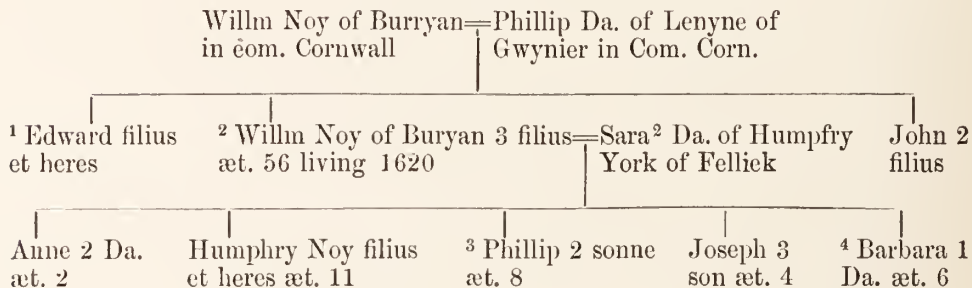 Willm Noy of Burryan=Phillip Da. of Lenyne of
in com. Cornwall Gwynier in Com. Corn.
1 Edward filius 2 Willm Noy of Buryan 3 filius=Sara2 Da. of Humpfry John 2
et heres æt. 56 living 1620 York of Fellick filius
Anne 2 Da. Humphry Noy filius 3 Phillip 2 sonne Joseph 3 4 Barbara 1
æt. 2 et heres æt. 11 æt. 8 son æt. 4 Da. æt. 6